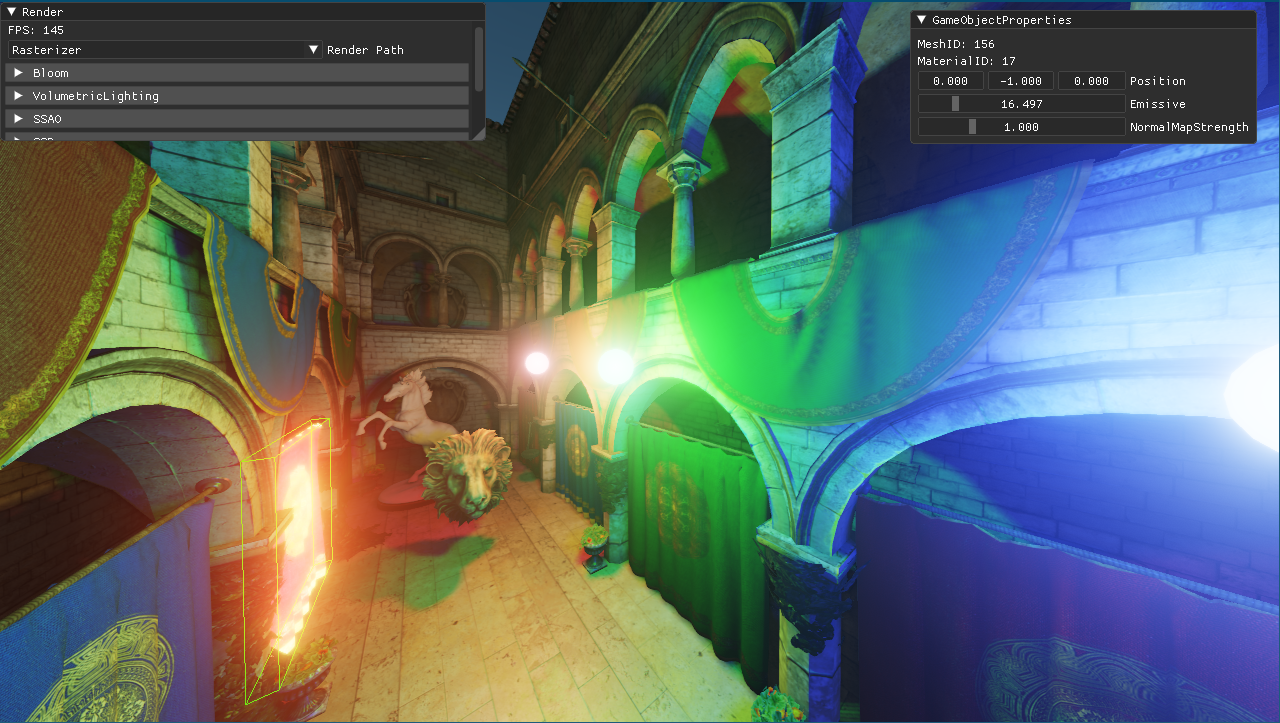 Render
FPS: 145
Rasterizer Render Path
Bloom
VolumetricLighting
SSAO
GameObjectProperties
MeshID: 156
MaterialID: 17
0.000 -1.000 0.000 Position
16.497 Emissive
1.000 NormalMapStrength